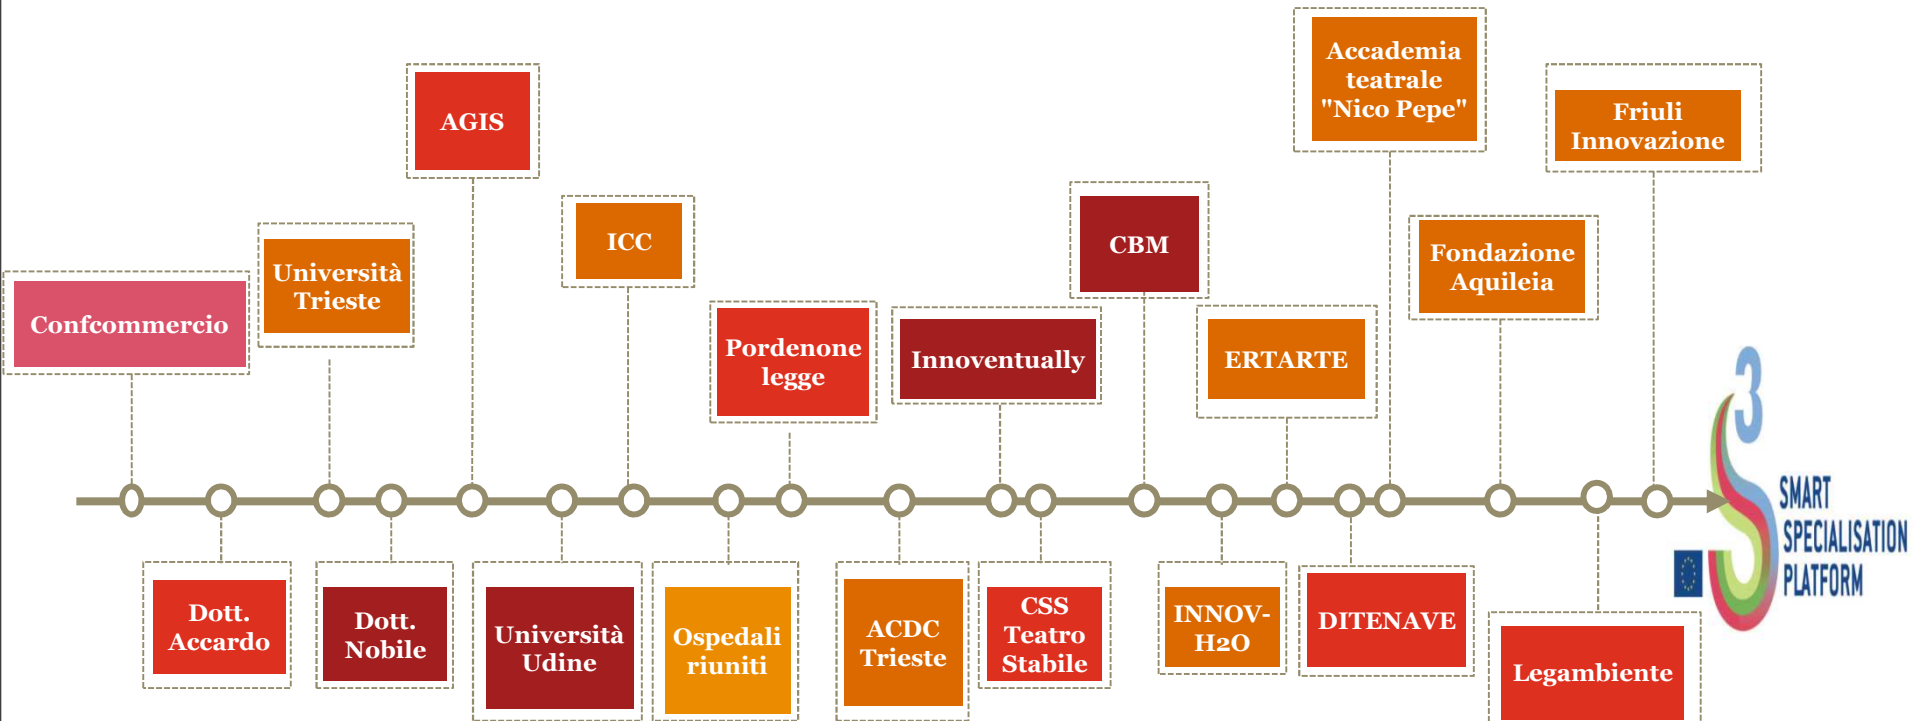 Accademia
teatrale
"Nico Pepe"
AGIS
Friuli
Innovazione
ICC
CBM
Università
Trieste
Fondazione
Aquileia
Confcommercio
Pordenone
legge
Innoventually
ERTARTE
3
SMART
SPECIALISATION
PLATFORM
Dott.
Accardo
Dott.
Nobile
Università
Udine
Ospedali
riuniti
ACDC
Trieste
CSS
Teatro
Stabile
INNOV-
H2O
DITENAVE
Legambiente